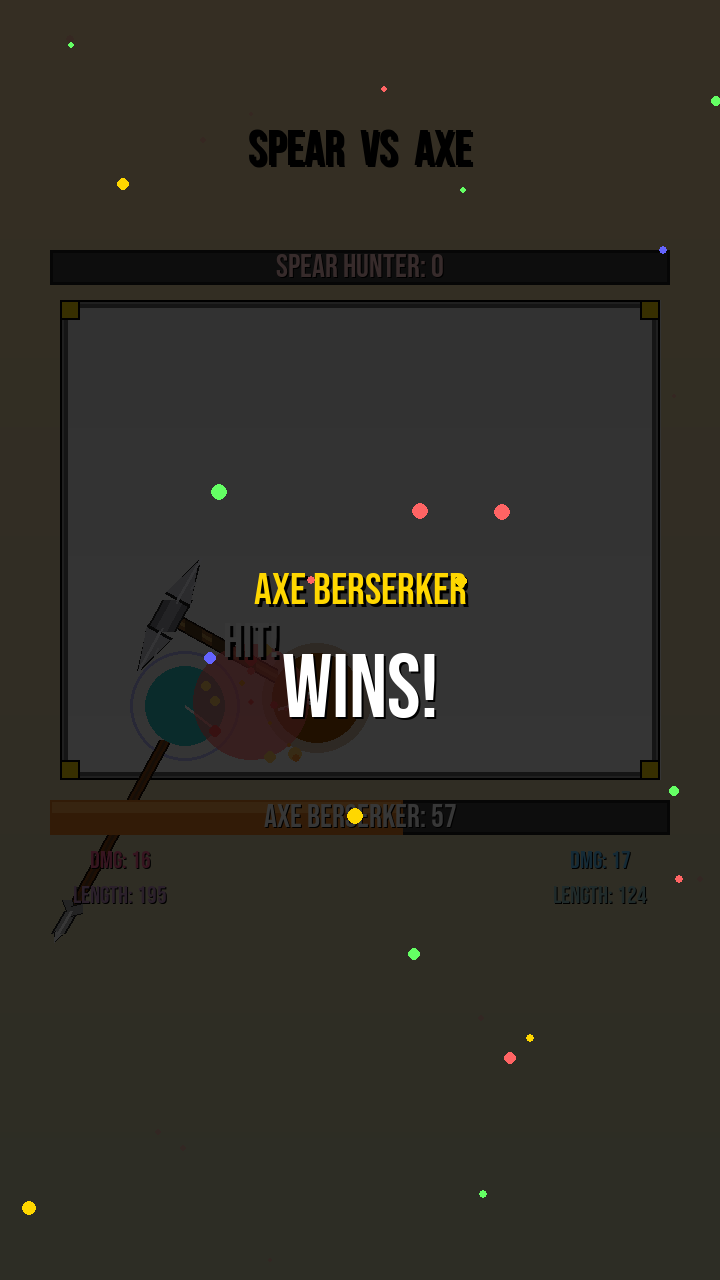 SPEAR VS AXE
SPEAR HUNTER: 0
AXE BERSERKER
HIT!
WINS!
AXE BERSERKER: 57
DMG: 16
DMG: 17
LENGTH: 195
LENGTH: 124